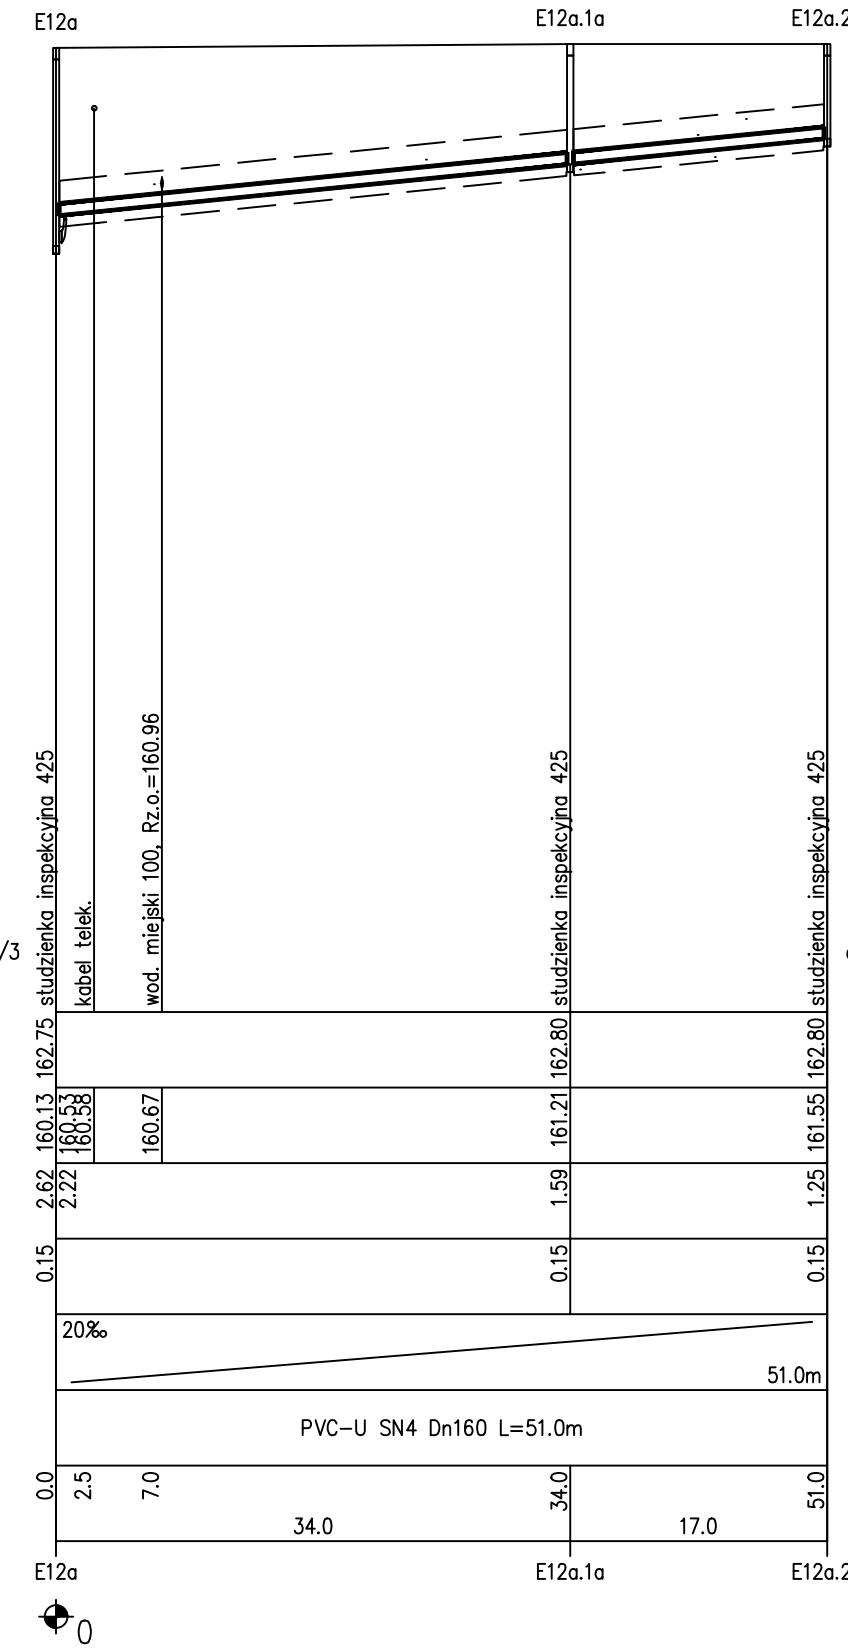 E12a
E12a.1a
E12a.2
/3
studzienka inspekcyjna 425
kabel telek.
wod. miejski 100, Rz.o.=160.96
studzienka inspekcyjna 425
studzienka inspekcyjna 425
162.75
162.80
162.80
160.13
160.53
160.58
160.67
161.21
161.55
2.62
2.22
1.59
1.25
0.15
0.15
0.15
20‰
51.0m
PVC-U SN4 Dn160 L=51.0m
0.0
2.5
7.0
34.0
51.0
34.0
17.0
E12a
E12a.1a
E12a.2
0